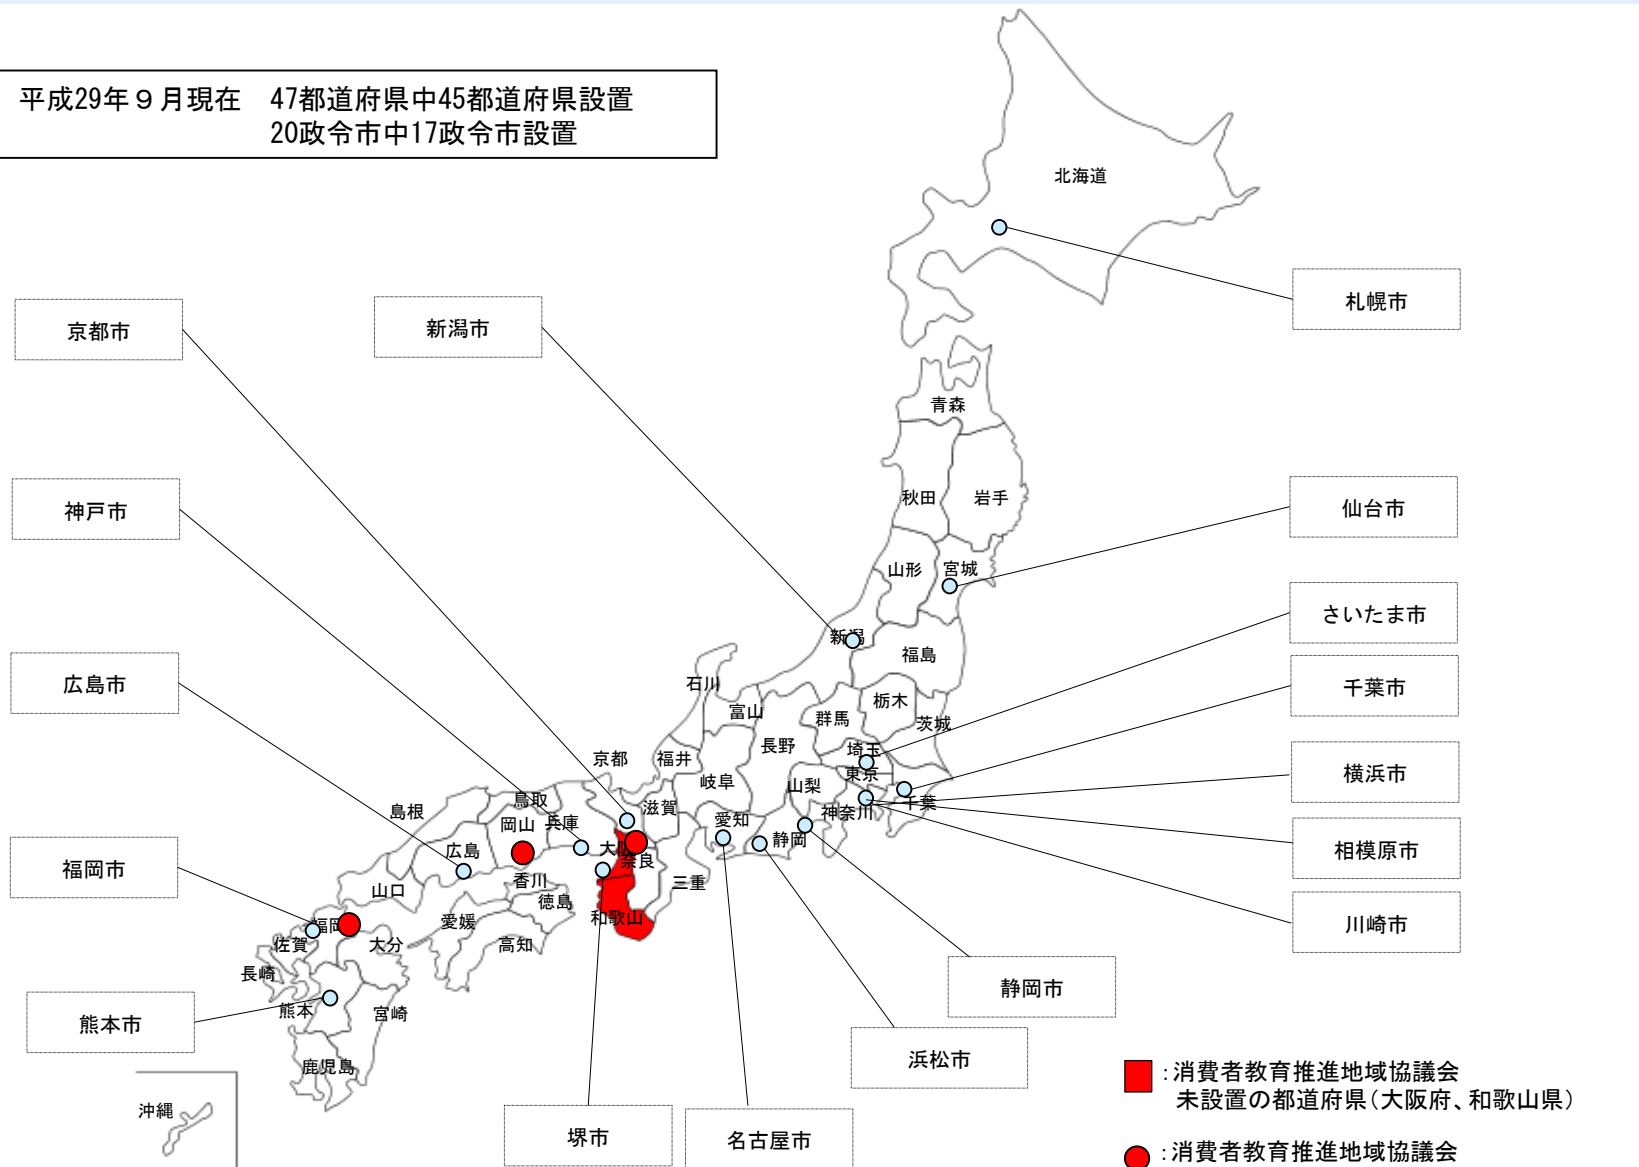 平成29年９月現在　47都道府県中45都道府県設置
20政令市中17政令市設置
北海道
札幌市
京都市
新潟市
青森
秋田
岩手
神戸市
仙台市
山形
宮城
さいたま市
新潟
福島
広島市
石川
千葉市
栃木
富山
群馬
茨城
長野
埼玉
京都
福井
岐阜
東京
横浜市
山梨
鳥取
島根
滋賀
千葉
岡山
兵庫
愛知
神奈川
静岡
広島
大阪
奈良
相模原市
福岡市
香川
三重
山口
徳島
和歌山
愛媛
福岡
川崎市
佐賀
大分
高知
長崎
静岡市
熊本
宮崎
熊本市
浜松市
鹿児島
：消費者教育推進地域協議会
未設置の都道府県（大阪府、和歌山県）
沖縄
堺市
名古屋市
：消費者教育推進地域協議会